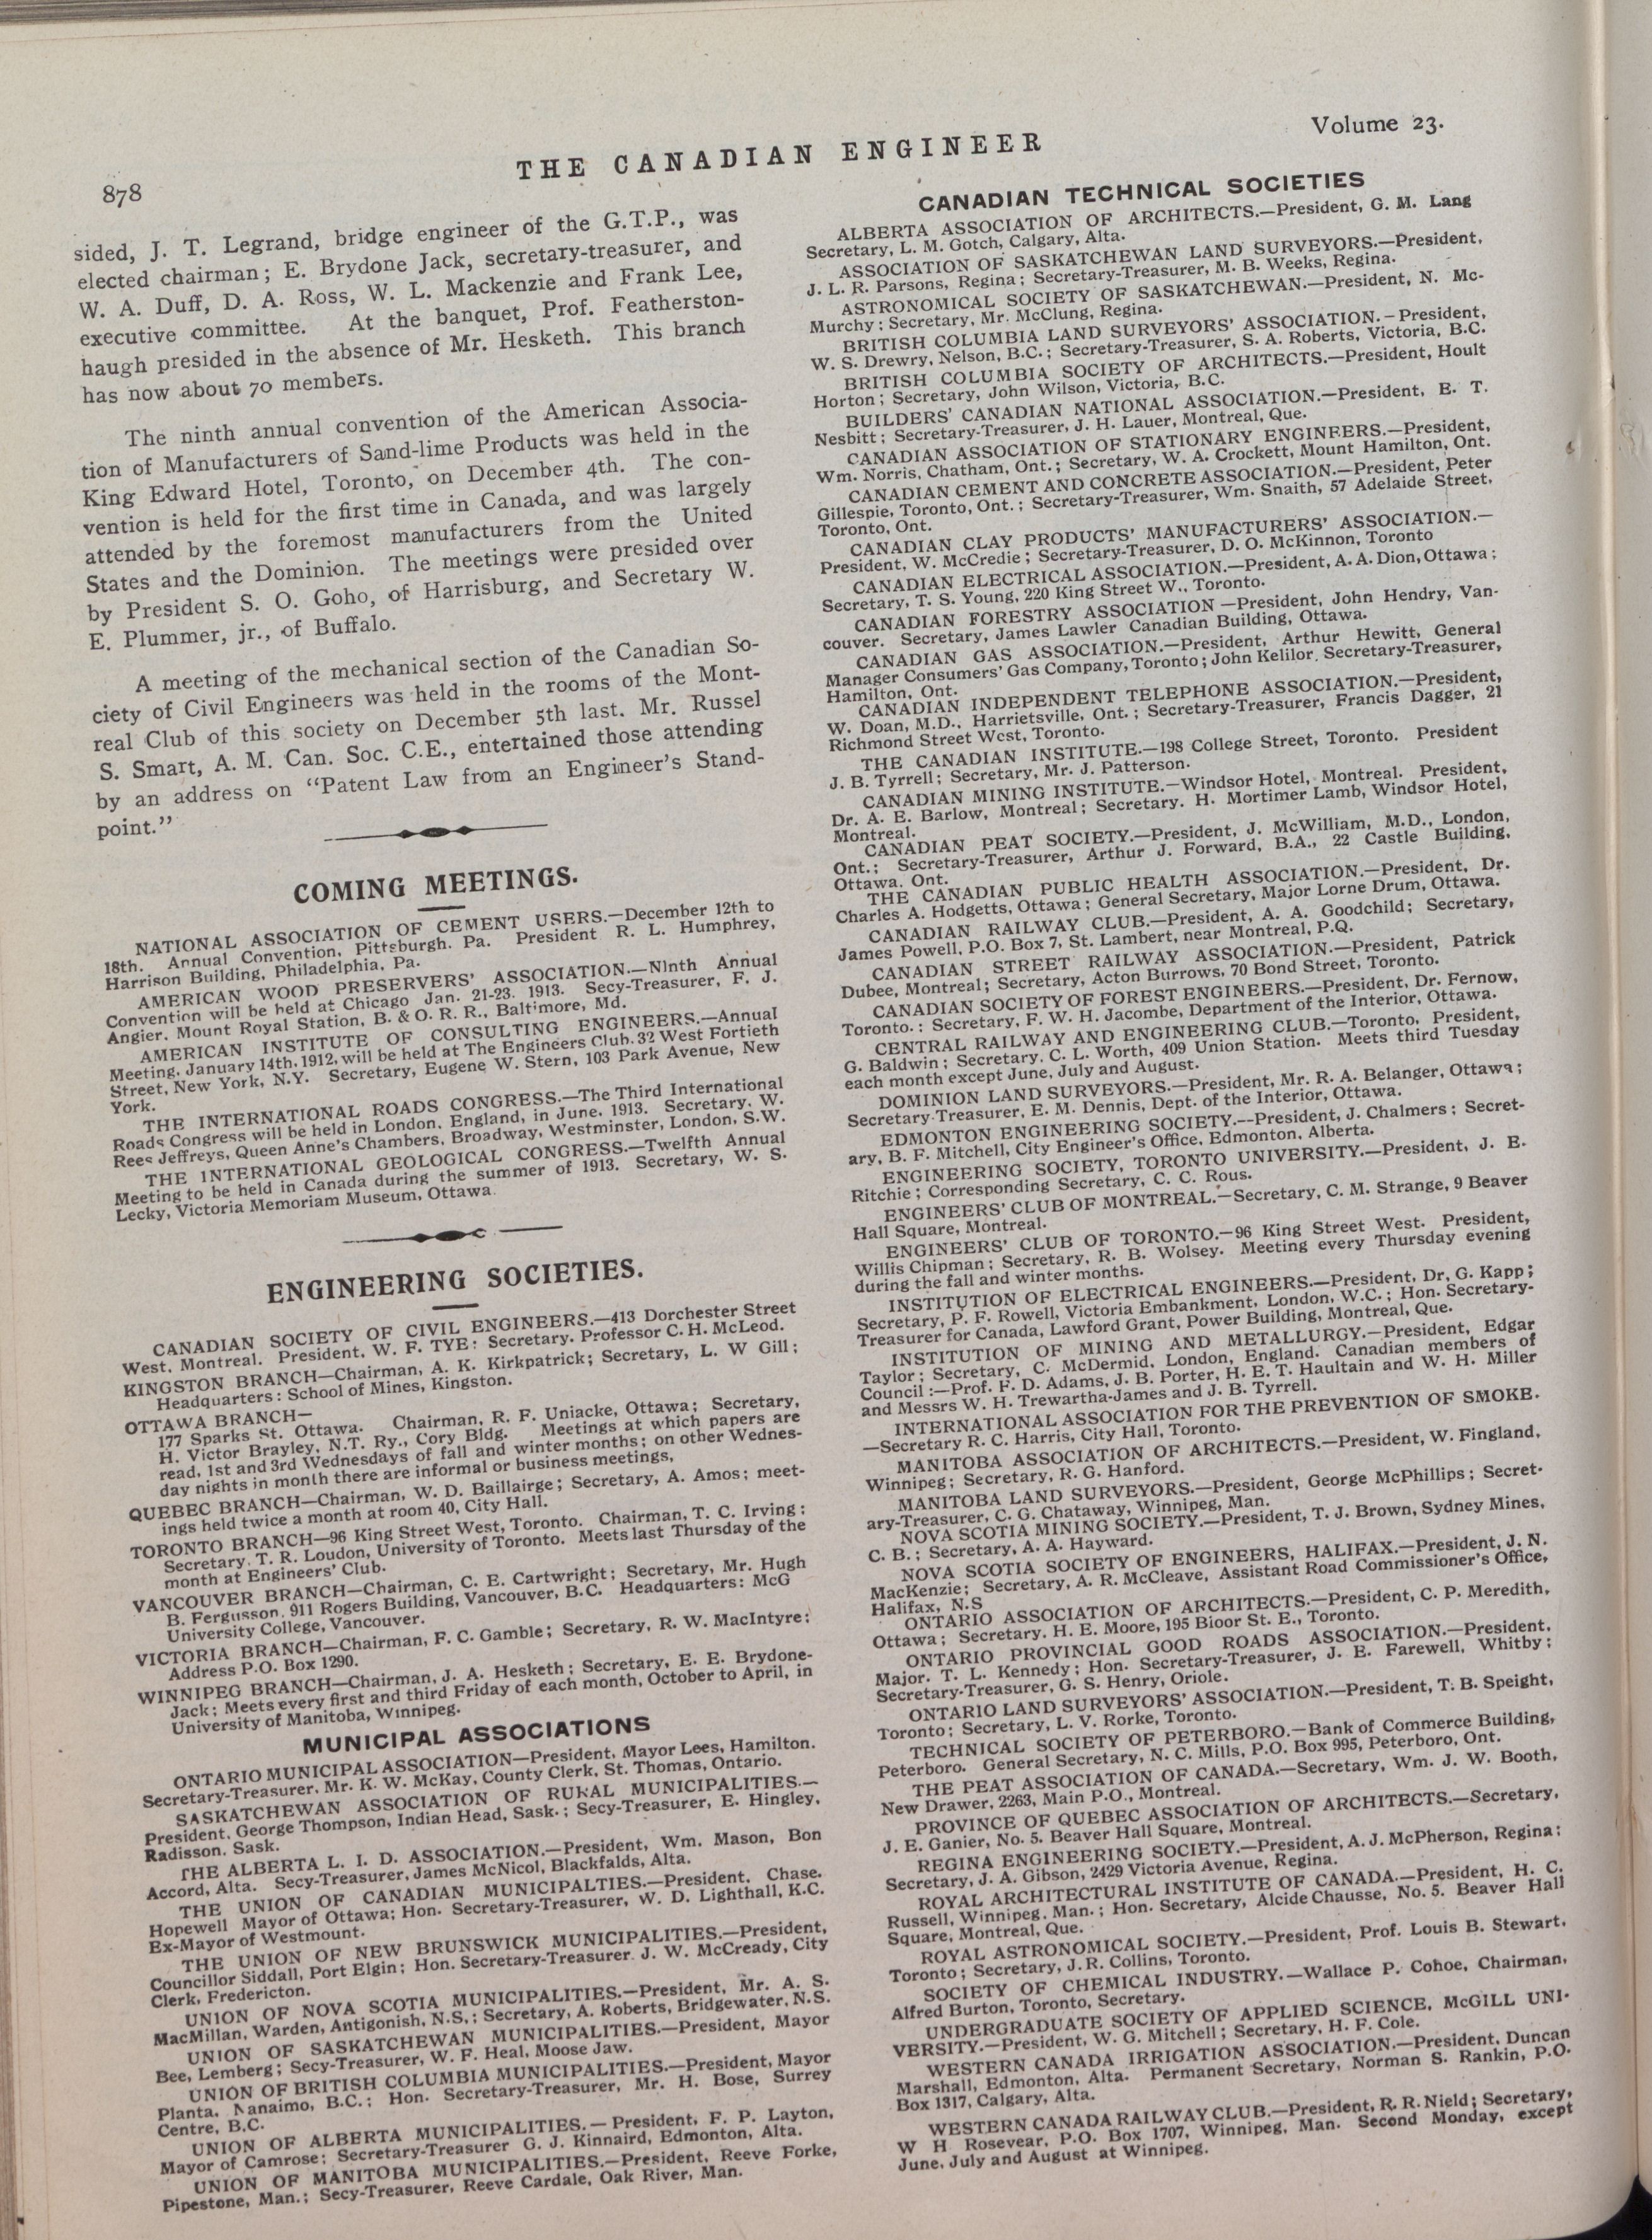 878
THE CANADIAN ENGINEER
Volume 23.
sided, J. T. Legrand, bridge engineer of the G.T.P., was
elected chairman; E. Brydone Jack, secretary-treasurer, and
W. A. Duff, D. A. Ross, W. L. Mackenzie and Frank Lee,
executive committee. At the banquet, Prof. Featherston-
haugh presided in the absence of Mr. Hesketh. This branch
has now about 70 members.
The ninth annual convention of the American Associa-
tion of Manufacturers of Sand-lime Products was held in the
King Edward Hotel, Toronto, on December 4th. The con-
vention is held for the first time in Canada, and was largely
attended by the foremost manufacturers from the United
States and the Dominion. The meetings were presided over
by President S. O. Goho, of Harrisburg, and Secretary W.
E. Plummer, jr., of Buffalo.
A meeting of the mechanical section of the Canadian So-
ciety of Civil Engineers was held in the rooms of the Mont-
real Club of this society on December 5th last. Mr. Russel
S. Smart, A. M. Can. Soc. C.E., entertained those attending
by an address on "Patent Law from an Engineer's Stand-
point."
COMING MEETINGS.
NATIONAL ASSOCIATION OF CEMENT USERS.—December 12th to
18th. Annual Convention, Pittsburgh. Pa. President R. L. Humphrey,
Harrison Building, Philadelphia, Pa.
AMERICAN WOOD PRESERVERS' ASSOCIATION.—Ninth Annual
Convention will be held at Chicago Jan. 21-23. 1913. Secy-Treasurer, F. J.
Angier. Mount Royal Station, B. & O. R. R., Baltimore, Md.
AMERICAN INSTITUTE OF CONSULTING ENGINEERS.—Annual
Meeting. January 14th, 1912, will be held at The Engineers Club. 32 West Fortieth
Street, New York, N.Y. Secretary, Eugene W. Stern, 103 Park Avenue, New
York.
THE INTERNATIONAL ROADS CONGRESS.—The Third International
Roads Congress will be held in London, England, in June. 1913. Secretary, W.
Rees Jeffreys, Queen Anne's Chambers, Broadway, Westminster, London, S.W.
THE INTERNATIONAL GEOLOGICAL CONGRESS.—Twelfth Annual
Meeting to be held in Canada during the summer of 1913. Secretary, W. S.
Lecky, Victoria Memoriam Museum, Ottawa.
ENGINEERING SOCIETIES.
CANADIAN SOCIETY OF CIVIL ENGINEERS.—413 Dorchester Street
West, Montreal. President, W. F. TYE; Secretary. Professor C. H. McLeod.
KINGSTON BRANCH—Chairman, A. K. Kirkpatrick; Secretary, L. W Gill;
Headquarters: School of Mines, Kingston.
OTTAWA BRANCH—
177 Sparks St. Ottawa. Chairman, R. F. Uniacke, Ottawa; Secretary,
H. Victor Brayley, N.T. Ry., Cory Bldg. Meetings at which papers are
read, 1st and 3rd Wednesdays of fall and winter months; on other Wednes-
day nights in month there are informal or business meetings,
QUEBEC BRANCH—Chairman, W. D. Baillairge; Secretary, A. Amos; meet-
ings held twice a month at room 40, City Hall.
TORONTO BRANCH—96 King Street West, Toronto. Chairman, T. C. Irving;
Secretary. T. R. Loudon, University of Toronto. Meets last Thursday of the
month at Engineers' Club.
VANCOUVER BRANCH—Chairman, C. E. Cartwright; Secretary, Mr. Hugh
B. Fergusson. 911 Rogers Building, Vancouver, B.C. Headquarters: McG
University College, Vancouver.
VICTORIA BRANCH—Chairman, F. C. Gamble; Secretary, R. W. MacIntyre;
Address P.O. Box 1290.
WINNIPEG BRANCH—Chairman, J. A. Hesketh; Secretary, E. E. Brydone-
Jack; Meets every first and third Friday of each month, October to April, in
University of Manitoba, Winnipeg.
MUNICIPAL ASSOCIATIONS
ONTARIO MUNICIPAL ASSOCIATION—President, Mayor Lees, Hamilton.
Secretary-Treasurer, Mr. K. W. McKay, County Clerk, St. Thomas, Ontario.
SASKATCHEWAN ASSOCIATION OF RURAL MUNICIPALITIES.—
President, George Thompson, Indian Head, Sask.; Secy-Treasurer, E. Hingley,
Radisson. Sask.
THE ALBERTA L. I. D. ASSOCIATION.—President, Wm. Mason, Bon
Accord, Alta. Secy-Treasurer, James McNicol, Blackfalds, Alta.
THE UNION OF CANADIAN MUNICIPALTIES.—President. Chase.
Hopewell Mayor of Ottawa; Hon. Secretary-Treasurer, W. D. Lighthall, K.C.
Ex-Mayor of Westmount.
THE UNION OF NEW BRUNSWICK MUNICIPALITIES.—President,
Councillor Siddall, Port Elgin; Hon. Secretary-Treasurer. J. W. McCready, City
Clerk, Fredericton.
UNION OF NOVA SCOTIA MUNICIPALITIES.—President, Mr. A. S.
MacMillan, Warden, Antigonish, N.S.; Secretary, A. Roberts, Bridgewater, N.S.
UNION OF SASKATCHEWAN MUNICIPALITIES.—President, Mayor
Bee, Lemberg; Secy-Treasurer, W. F. Heal, Moose Jaw.
UNION OF BRITISH COLUMBIA MUNICIPALITIES.—President, Mayor
Planta, Nanaimo, B.C.; Hon. Secretary-Treasurer, Mr. H. Bose, Surrey
Centre, B.C.
UNION OF ALBERTA MUNICIPALITIES.—President, F. P. Layton,
Mayor of Camrose; Secretary-Treasurer G. J. Kinnaird, Edmonton, Alta.
UNION OF MANITOBA MUNICIPALITIES.—President, Reeve Forke,
Pipestone, Man.; Secy-Treasurer, Reeve Cardale, Oak River, Man.
CANADIAN TECHNICAL SOCIETIES
ALBERTA ASSOCIATION OF ARCHITECTS.—President, G. M. Lang
Secretary, L. M. Gotch, Calgary, Alta.
ASSOCIATION OF SASKATCHEWAN LAND SURVEYORS.—President,
J. L. R. Parsons, Regina; Secretary-Treasurer, M. B. Weeks, Regina.
ASTRONOMICAL SOCIETY OF SASKATCHEWAN.—President, N. Mc-
Murchy; Secretary, Mr. McClung, Regina.
BRITISH COLUMBIA LAND SURVEYORS' ASSOCIATION.—President,
W. S. Drewry, Nelson, B.C.; Secretary-Treasurer, S. A. Roberts, Victoria, B.C.
BRITISH COLUMBIA SOCIETY OF ARCHITECTS.—President, Hoult
Horton; Secretary, John Wilson, Victoria, B.C.
BUILDERS' CANADIAN NATIONAL ASSOCIATION.—President, E. T.
Nesbitt; Secretary-Treasurer, J. H. Lauer, Montreal, Que.
CANADIAN ASSOCIATION OF STATIONARY ENGINEERS.—President,
Wm. Norris, Chatham, Ont.; Secretary, W. A. Crockett, Mount Hamilton, Ont.
CANADIAN CEMENT AND CONCRETE ASSOCIATION.—President, Peter
Gillespie, Toronto, Ont.; Secretary-Treasurer, Wm. Snaith, 57 Adelaide Street,
Toronto, Ont.
CANADIAN CLAY PRODUCTS' MANUFACTURERS' ASSOCIATION.—
President, W. McCredie; Secretary-Treasurer, D. O. McKinnon, Toronto
CANADIAN ELECTRICAL ASSOCIATION.—President, A. A. Dion, Ottawa;
Secretary, T. S. Young, 220 King Street W., Toronto.
CANADIAN FORESTRY ASSOCIATION—President, John Hendry, Van-
couver. Secretary, James Lawler Canadian Building, Ottawa.
CANADIAN GAS ASSOCIATION.—President, Arthur Hewitt, General
Manager Consumers' Gas Company, Toronto; John Kelilor, Secretary-Treasurer,
Hamilton, Ont.
CANADIAN INDEPENDENT TELEPHONE ASSOCIATION.—President,
W. Doan, M.D., Harrietsville, Ont.; Secretary-Treasurer, Francis Dagger, 21
Richmond Street West, Toronto.
THE CANADIAN INSTITUTE.—198 College Street, Toronto. President
J. B. Tyrrell; Secretary, Mr. J. Patterson.
CANADIAN MINING INSTITUTE.—Windsor Hotel, Montreal. President,
Dr. A. E. Barlow, Montreal; Secretary. H. Mortimer Lamb, Windsor Hotel,
Montreal.
CANADIAN PEAT SOCIETY.—President, J. McWilliam, M.D., London,
Ont.; Secretary-Treasurer, Arthur J. Forward, B.A., 22 Castle Building,
Ottawa. Ont.
THE CANADIAN PUBLIC HEALTH ASSOCIATION.—President, Dr.
Charles A. Hodgetts, Ottawa; General Secretary, Major Lorne Drum, Ottawa.
CANADIAN RAILWAY CLUB.—President, A. A. Goodchild; Secretary,
James Powell, P.O. Box 7, St. Lambert, near Montreal, P.Q.
CANADIAN STREET RAILWAY ASSOCIATION.—President, Patrick
Dubee, Montreal; Secretary, Acton Burrows, 70 Bond Street, Toronto.
CANADIAN SOCIETY OF FOREST ENGINEERS.—President, Dr. Fernow,
Toronto.: Secretary, F. W. H. Jacombe, Department of the Interior, Ottawa.
CENTRAL RAILWAY AND ENGINEERING CLUB.—Toronto, President,
G. Baldwin; Secretary. C. L. Worth, 409 Union Station. Meets third Tuesday
each month except June, July and August.
DOMINION LAND SURVEYORS.—President, Mr. R. A. Belanger, Ottawa;
Secretary-Treasurer, E. M. Dennis, Dept. of the Interior, Ottawa.
EDMONTON ENGINEERING SOCIETY.—President, J. Chalmers; Secret-
ary, B. F. Mitchell, City Engineer's Office, Edmonton, Alberta.
ENGINEERING SOCIETY, TORONTO UNIVERSITY.—President, J. E.
Ritchie; Corresponding Secretary, C. C. Rous.
ENGINEERS' CLUB OF MONTREAL.—Secretary, C. M. Strange, 9 Beaver
Hall Square, Montreal.
ENGINEERS' CLUB OF TORONTO.—96 King Street West. President,
Willis Chipman; Secretary, R. B. Wolsey. Meeting every Thursday evening
during the fall and winter months.
INSTITUTION OF ELECTRICAL ENGINEERS.—President, Dr. G. Kapp;
Secretary, P. F. Rowell, Victoria Embankment, London, W.C.; Hon. Secretary-
Treasurer for Canada, Lawford Grant, Power Building, Montreal, Que.
INSTITUTION OF MINING AND METALLURGY.—President, Edgar
Taylor; Secretary, C. McDermid, London, England. Canadian members of
Council:—Prof. F. D. Adams, J. B. Porter, H. E. T. Haultain and W. H. Miller
and Messrs W. H. Trewartha-James and J. B. Tyrrell.
INTERNATIONAL ASSOCIATION FOR THE PREVENTION OF SMOKE.
—Secretary R. C. Harris, City Hall, Toronto.
MANITOBA ASSOCIATION OF ARCHITECTS.—President, W. Fingland,
Winnipeg; Secretary, R. G. Hanford.
MANITOBA LAND SURVEYORS.—President, George McPhillips; Secret-
ary-Treasurer, C. G. Chataway, Winnipeg, Man.
NOVA SCOTIA MINING SOCIETY.—President, T. J. Brown, Sydney Mines,
C. B.; Secretary, A. A. Hayward.
NOVA SCOTIA SOCIETY OF ENGINEERS, HALIFAX.—President, J. N.
MacKenzie; Secretary, A. R. McCleave, Assistant Road Commissioner's Office,
Halifax, N.S
ONTARIO ASSOCIATION OF ARCHITECTS.—President, C. P. Meredith,
Ottawa; Secretary. H. E. Moore, 195 Bloor St. E., Toronto.
ONTARIO PROVINCIAL GOOD ROADS ASSOCIATION.—President,
Major. T. L. Kennedy; Hon. Secretary-Treasurer, J. E. Farewell, Whitby;
Secretary-Treasurer, G. S. Henry, Oriole.
ONTARIO LAND SURVEYORS' ASSOCIATION.—President, T. B. Speight,
Toronto; Secretary, L. V. Rorke, Toronto.
TECHNICAL SOCIETY OF PETERBORO.—Bank of Commerce Building,
Peterboro. General Secretary, N. C. Mills, P.O. Box 995, Peterboro, Ont.
THE PEAT ASSOCIATION OF CANADA.—Secretary, Wm. J. W. Booth,
New Drawer, 2263, Main P.O., Montreal.
PROVINCE OF QUEBEC ASSOCIATION OF ARCHITECTS.—Secretary,
J. E. Ganier, No. 5. Beaver Hall Square, Montreal.
REGINA ENGINEERING SOCIETY.—President, A. J. McPherson, Regina;
Secretary, J. A. Gibson, 2429 Victoria Avenue, Regina.
ROYAL ARCHITECTURAL INSTITUTE OF CANADA.—President, H. C.
Russell, Winnipeg. Man.; Hon. Secretary, Alcide Chausse, No. 5. Beaver Hall
Square, Montreal, Que.
ROYAL ASTRONOMICAL SOCIETY.—President, Prof. Louis B. Stewart,
Toronto; Secretary, J. R. Collins, Toronto.
SOCIETY OF CHEMICAL INDUSTRY.—Wallace P. Cohoe, Chairman,
Alfred Burton, Toronto, Secretary.
UNDERGRADUATE SOCIETY OF APPLIED SCIENCE, McGILL UNI-
VERSITY.—President, W. G. Mitchell; Secretary, H. F. Cole.
WESTERN CANADA IRRIGATION ASSOCIATION.—President, Duncan
Marshall, Edmonton, Alta. Permanent Secretary, Norman S. Rankin, P.O.
Box 1317, Calgary, Alta.
WESTERN CANADA RAILWAY CLUB.—President, R. R. Nield; Secretary,
W H Rosevear, P.O. Box 1707, Winnipeg, Man. Second Monday, except
June, July and August at Winnipeg.